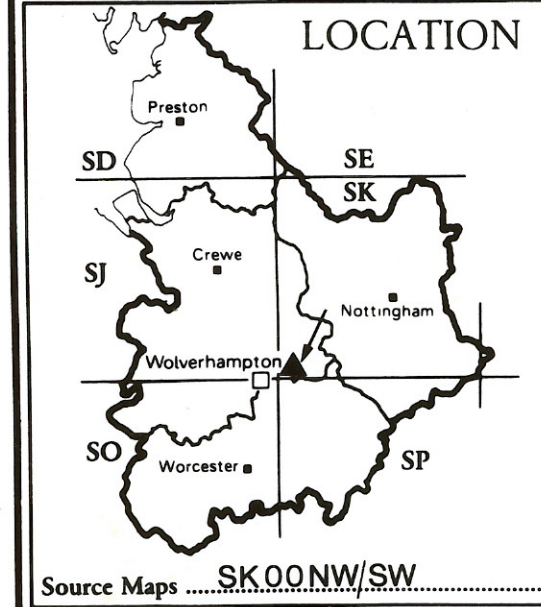 LOCATION
Preston
SD SE
SK
Crewe
SJ
Nottingham
Wolverhampton
SO SP
Worcester
Source Maps ........SK00NW/SW........